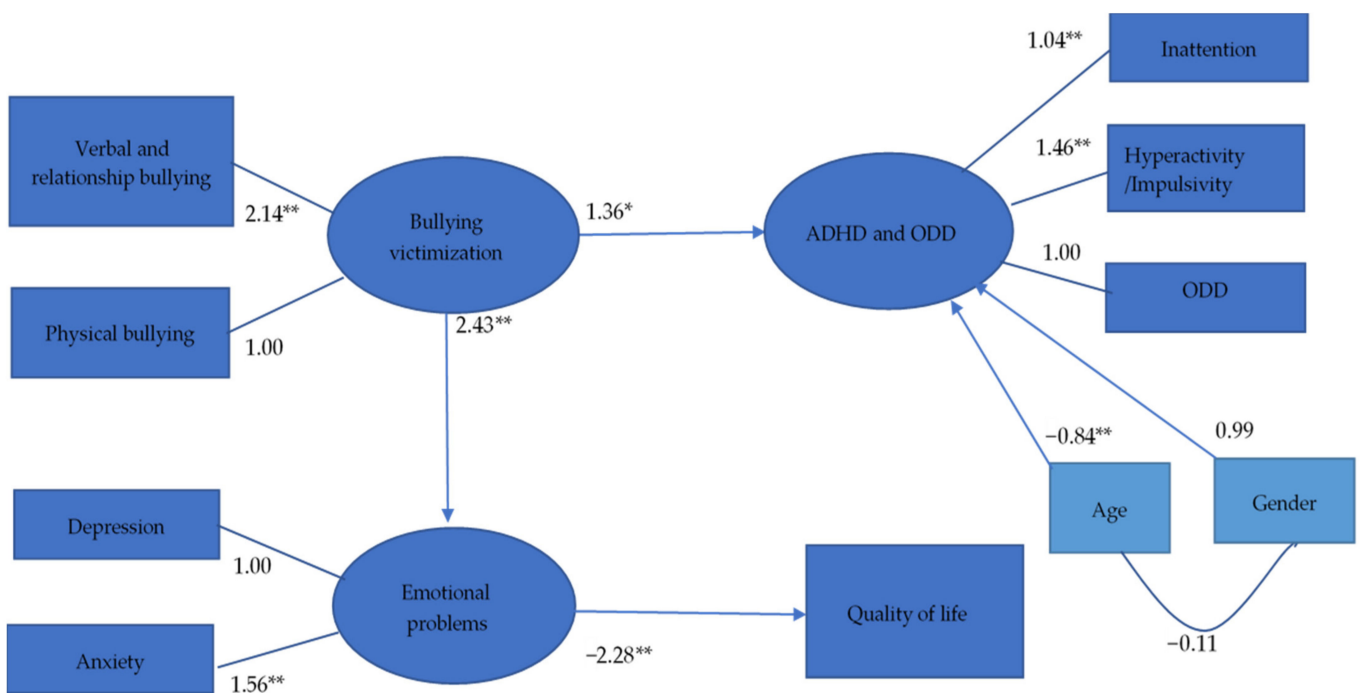 1.04**
Inattention
Verbal and
relationship bullying
2.14**
Bullying
victimization
1.36*
ADHD and ODD
1.46**
Hyperactivity
/Impulsivity
1.00
ODD
Physical bullying
1.00
2.43**
−0.84**
0.99
Age
Gender
−0.11
Depression
1.00
Emotional
problems
Anxiety
1.56**
−2.28**
Quality of life